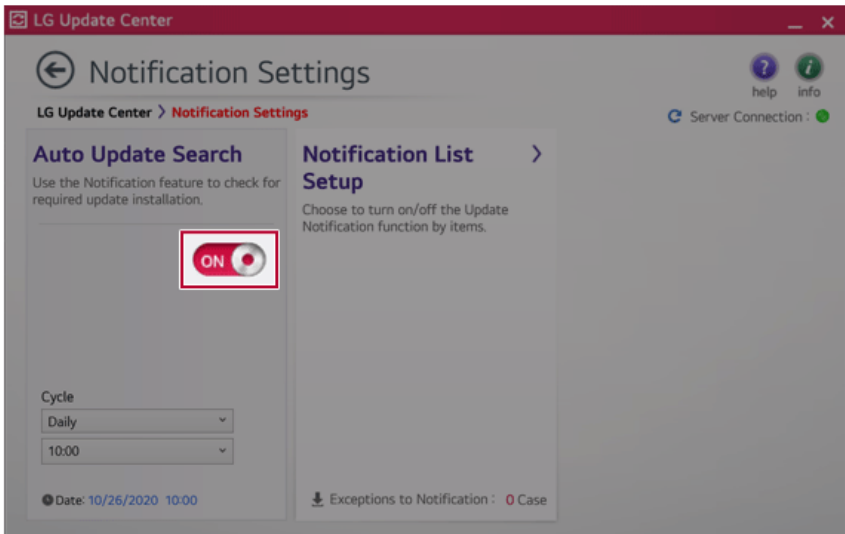 LG Update Center
Notification Settings
help
info
LG Update Center > Notification Settings
Server Connection :
Auto Update Search
Use the Notification feature to check for
required update installation.
ON
Cycle
Daily
10:00
Date: 10/26/2020 10:00
Notification List
Setup
Choose to turn on/off the Update
Notification function by items.
Exceptions to Notification : 0 Case